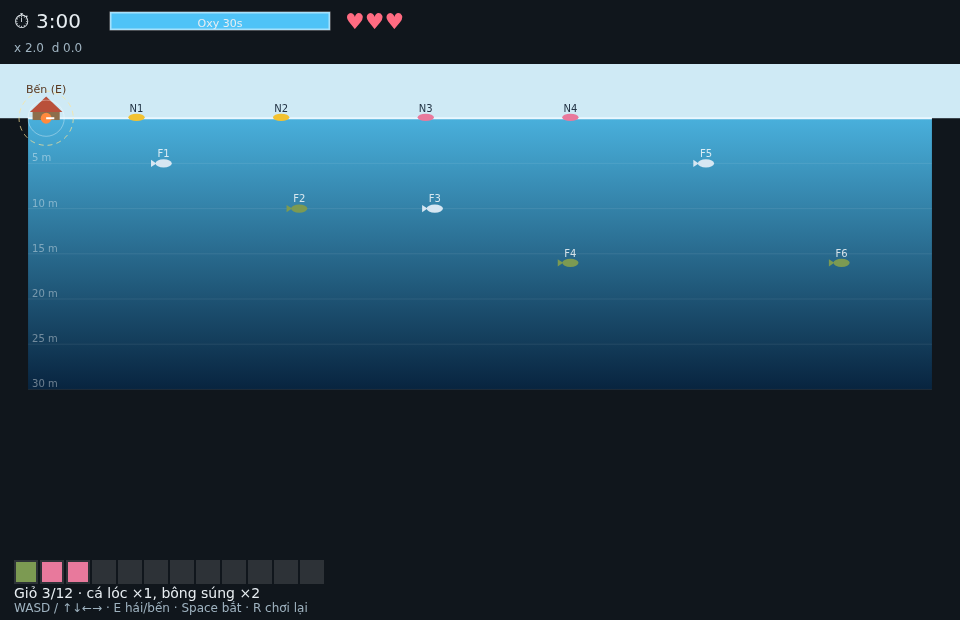 ⏱ 3:00
Oxy 30s
♥♥♥
x 2.0 d 0.0
Bến (E)
N1
N2
N3
N4
F1
F5
5 m
F2
F3
10 m
15 m
F4
F6
20 m
25 m
30 m
Giỏ 3/12 · cá lóc ×1, bông súng ×2
WASD / ↑↓←→ · E hái/bến · Space bắt · R chơi lại